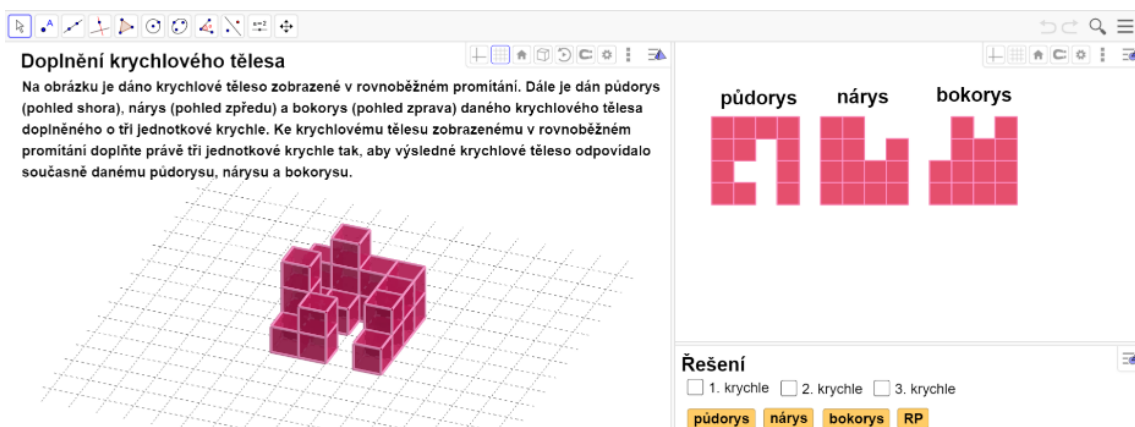 A
a=2
Doplnění krychlového tělesa
Na obrázku je dáno krychlové těleso zobrazené v rovnoběžném promítání. Dále je dán půdorys
(pohled shora), nárys (pohled zpředu) a bokorys (pohled zprava) daného krychlového tělesa
doplněného o tři jednotkové krychle. Ke krychlovému tělesu zobrazenému v rovnoběžném
promítání doplňte právě tři jednotkové krychle tak, aby výsledné krychlové těleso odpovídalo
současně danému půdorysu, nárysu a bokorysu.
půdorys nárys bokorys
Řešení
1. krychle 2. krychle 3. krychle
půdorys nárys bokorys RP